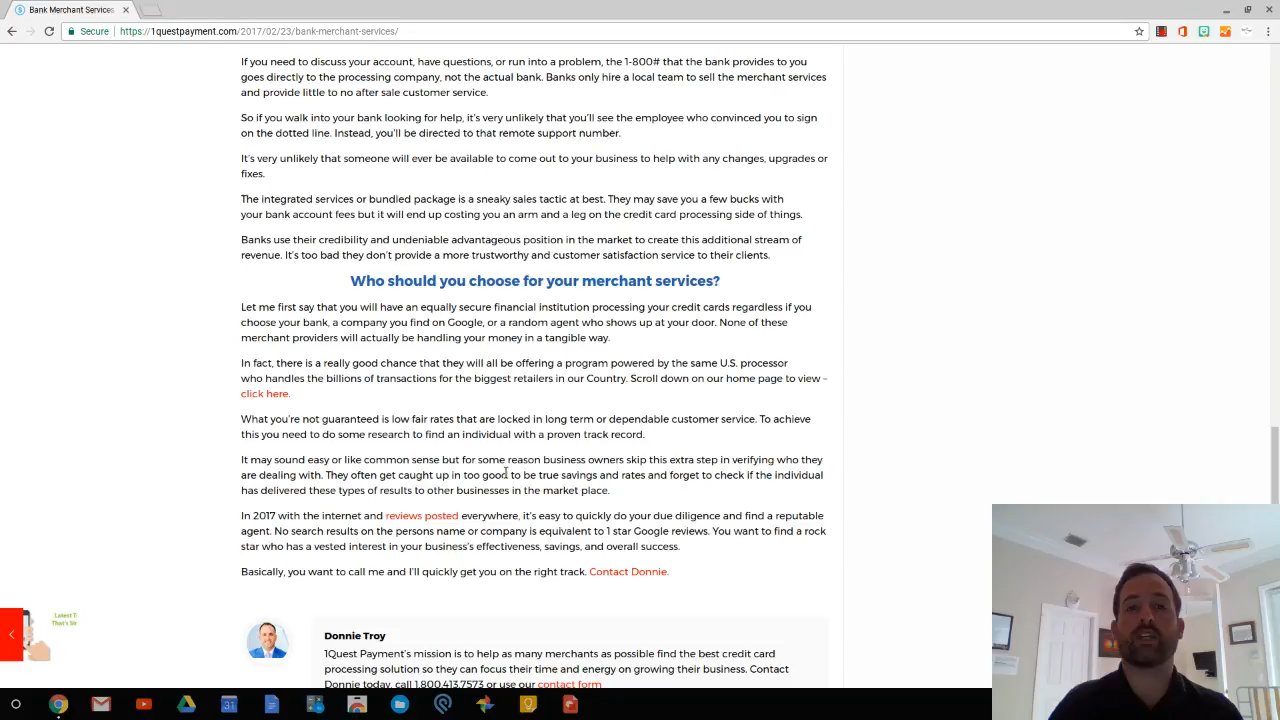 Bank Merchant Services
Secure
https://1questpayment.com/2017/02/23/bank-merchant-services/
If you need to discuss your account, have questions, or run into a problem, the 1-800# that the bank provides to you
goes directly to the processing company, not the actual bank. Banks only hire a local team to sell the merchant services
and provide little to no after sale customer service.
So if you walk into your bank looking for help, it's very unlikely that you'll see the employee who convinced you to sign
on the dotted line. Instead, you'll be directed to that remote support number.
It's very unlikely that someone will ever be available to come out to your business to help with any changes, upgrades or
fixes.
The integrated services or bundled package is a sneaky sales tactic at best. They may save you a few bucks with
your bank account fees but it will end up costing you an arm and a leg on the credit card processing side of things.
Banks use their credibility and undeniable advantageous position in the market to create this additional stream of
revenue. It's too bad they don't provide a more trustworthy and customer satisfaction service to their clients.
Who should you choose for your merchant services?
Let me first say that you will have an equally secure financial institution processing your credit cards regardless if you
choose your bank, a company you find on Google, or a random agent who shows up at your door. None of these
merchant providers will actually be handling your money in a tangible way.
In fact, there is a really good chance that they will all be offering a program powered by the same U.S. processor
who handles the billions of transactions for the biggest retailers in our Country. Scroll down on our home page to view –
click here.
What you're not guaranteed is low fair rates that are locked in long term or dependable customer service. To achieve
this you need to do some research to find an individual with a proven track record.
It may sound easy or like common sense but for some reason business owners skip this extra step in verifying who they
are dealing with. They often get caught up in too good to be true savings and rates and forget to check if the individual
has delivered these types of results to other businesses in the market place.
In 2017 with the internet and reviews posted everywhere, it's easy to quickly do your due diligence and find a reputable
agent. No search results on the persons name or company is equivalent to 1 star Google reviews. You want to find a rock
star who has a vested interest in your business's effectiveness, savings, and overall success.
Basically, you want to call me and I'll quickly get you on the right track. Contact Donnie.
Latest T
That's Si
Donnie Troy
1Quest Payment's mission is to help as many merchants as possible find the best credit card
processing solution so they can focus their time and energy on growing their business. Contact
Donnie today, call 1.800.413.7573 or use our contact form
31